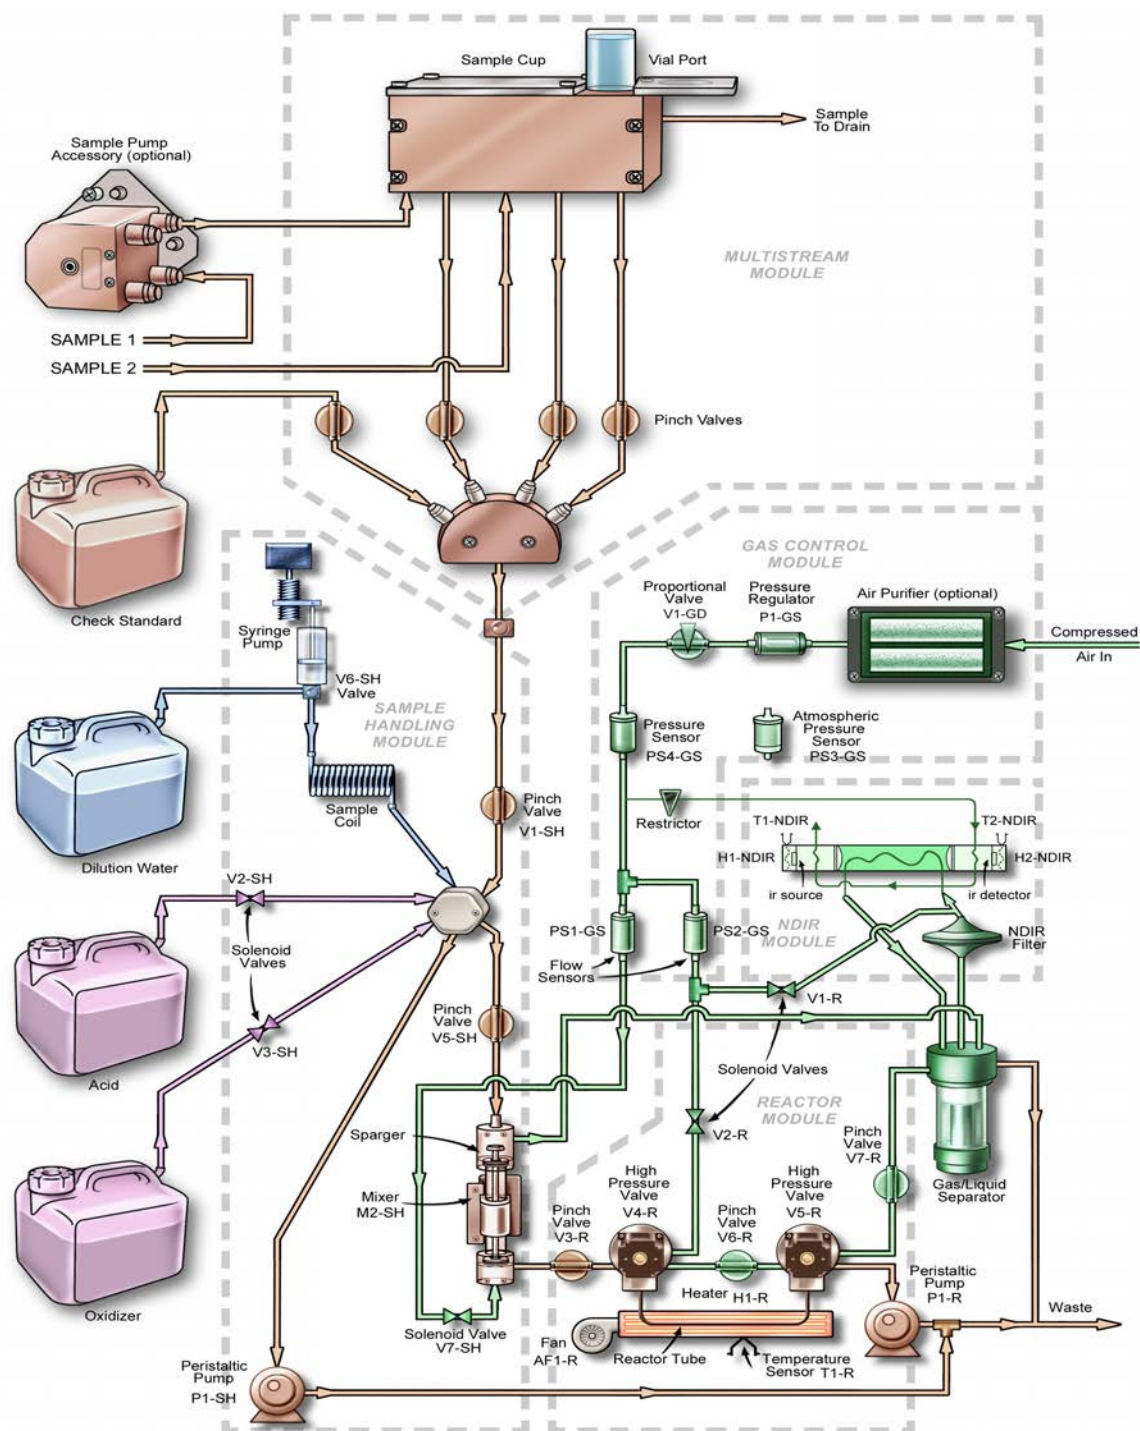 Sample Cup
Vial Port
Sample
To Drain
Sample Pump
Accessory (optional)
MULTISTREAM
MODULE
SAMPLE 1
SAMPLE 2
Pinch Valves
Check Standard
GAS CONTROL
MODULE
Proportional
Valve
V1-GD
Pressure
Regulator
P1-GS
Air Purifier (optional)
Compressed
Air In
Syringe
Pump
V6-SH
Valve
SAMPLE
HANDLING
MODULE
Pressure
Sensor
PS4-GS
Atmospheric
Pressure
Sensor
PS3-GS
Sample
Coil
Pinch
Valve
V1-SH
Restrictor
T1-NDIR
T2-NDIR
H1-NDIR
H2-NDIR
ir source
ir detector
Dilution Water
V2-SH
PS1-GS
PS2-GS
NDIR
MODULE
NDIR
Filter
Solenoid
Valves
Flow
Sensors
V1-R
Pinch
Valve
V5-SH
V3-SH
Acid
Solenoid Valves
REACTOR
MODULE
V2-R
Sparger
Pinch
Valve
V7-R
Gas/Liquid
Separator
Mixer
M2-SH
High
Pressure
Valve
V4-R
High
Pressure
Valve
V5-R
Pinch
Valve
V3-R
Pinch
Valve
V6-R
Peristaltic
Pump
P1-R
Heater
H1-R
Waste
Oxidizer
Solenoid Valve
V7-SH
Fan
AF1-R
Reactor Tube
Temperature
Sensor T1-R
Peristaltic
Pump
P1-SH